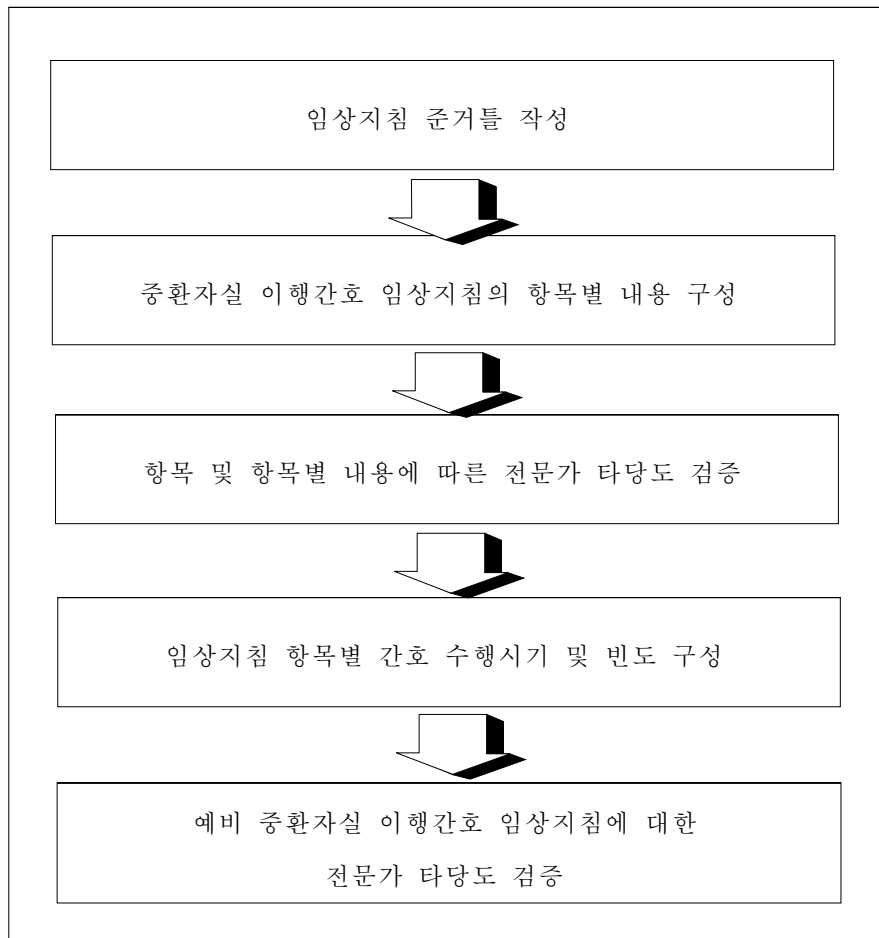 임상지침 준거틀 작성
중환자실 이행간호 임상지침의 항목별 내용 구성
항목 및 항목별 내용에 따른 전문가 타당도 검증
임상지침 항목별 간호 수행시기 및 빈도 구성
예비 중환자실 이행간호 임상지침에 대한
전문가 타당도 검증